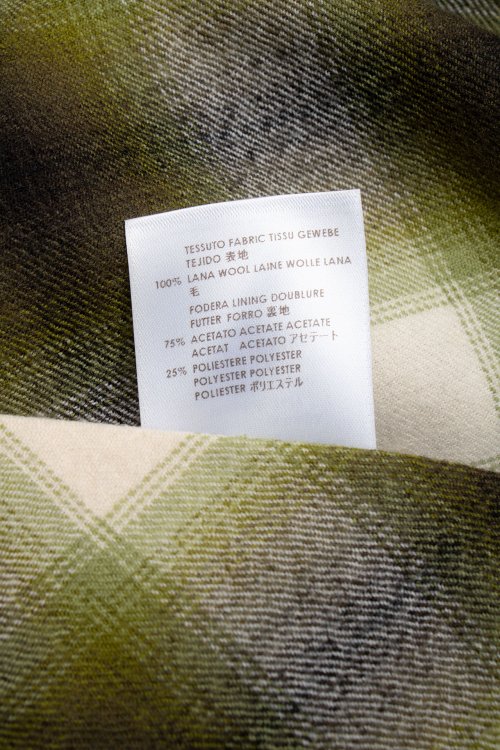 TESSUTO FABRIC TISSU GEWEBE
TEJIDO 表地
100% LANA WOOL LAINE WOLLE LANA
毛
FODERA LINING DOUBLURE
FUTTER FORRO 裏地
75% ACETATO ACETATE ACETATE
ACETAT ACETATO アセテート
25% POLIESTERE POLYESTER
POLYESTER POLYESTER
POLIESTER ポリエステル